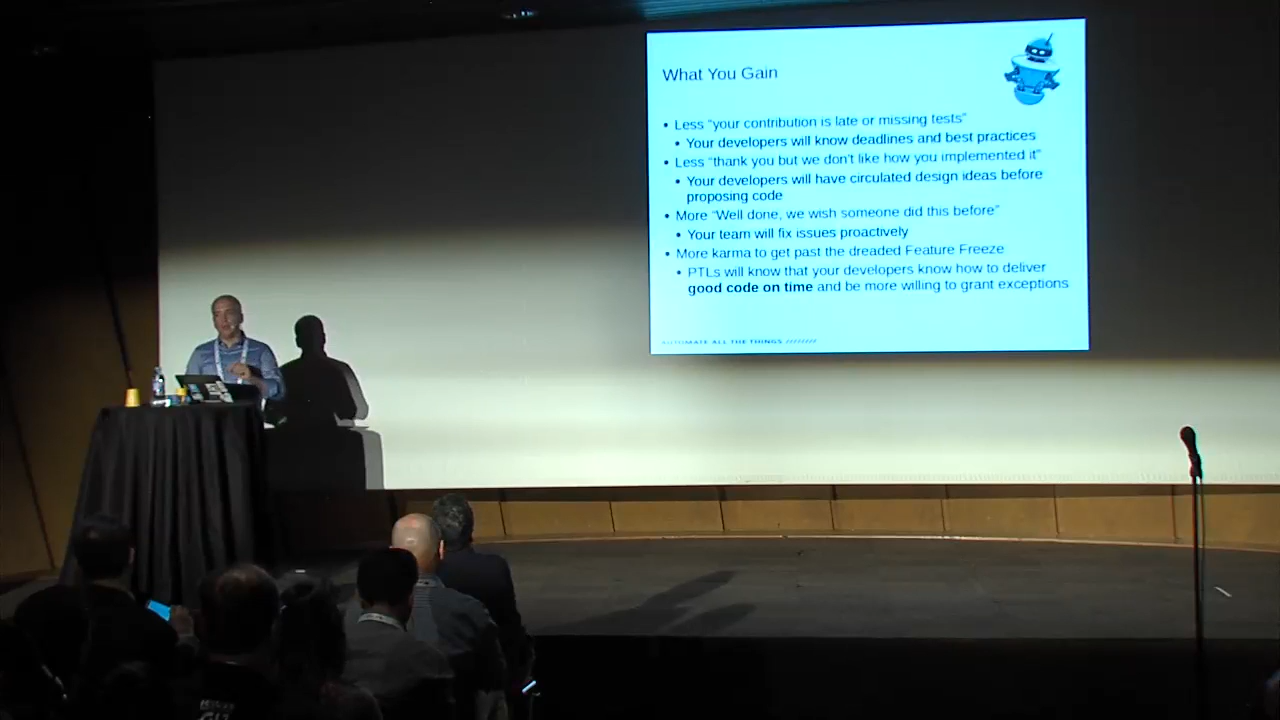 What You Gain
• Less “your contribution is late or missing tests”
• Your developers will know deadlines and best practices
• Less “thank you but we don't like how you implemented it”
• Your developers will have circulated design ideas before
proposing code
• More “Well done, we wish someone did this before”
• Your team will fix issues proactively
• More karma to get past the dreaded Feature Freeze
• PTLs will know that your developers know how to deliver
good code on time and be more willing to grant exceptions
AUTOMATE ALL THE THINGS ////////